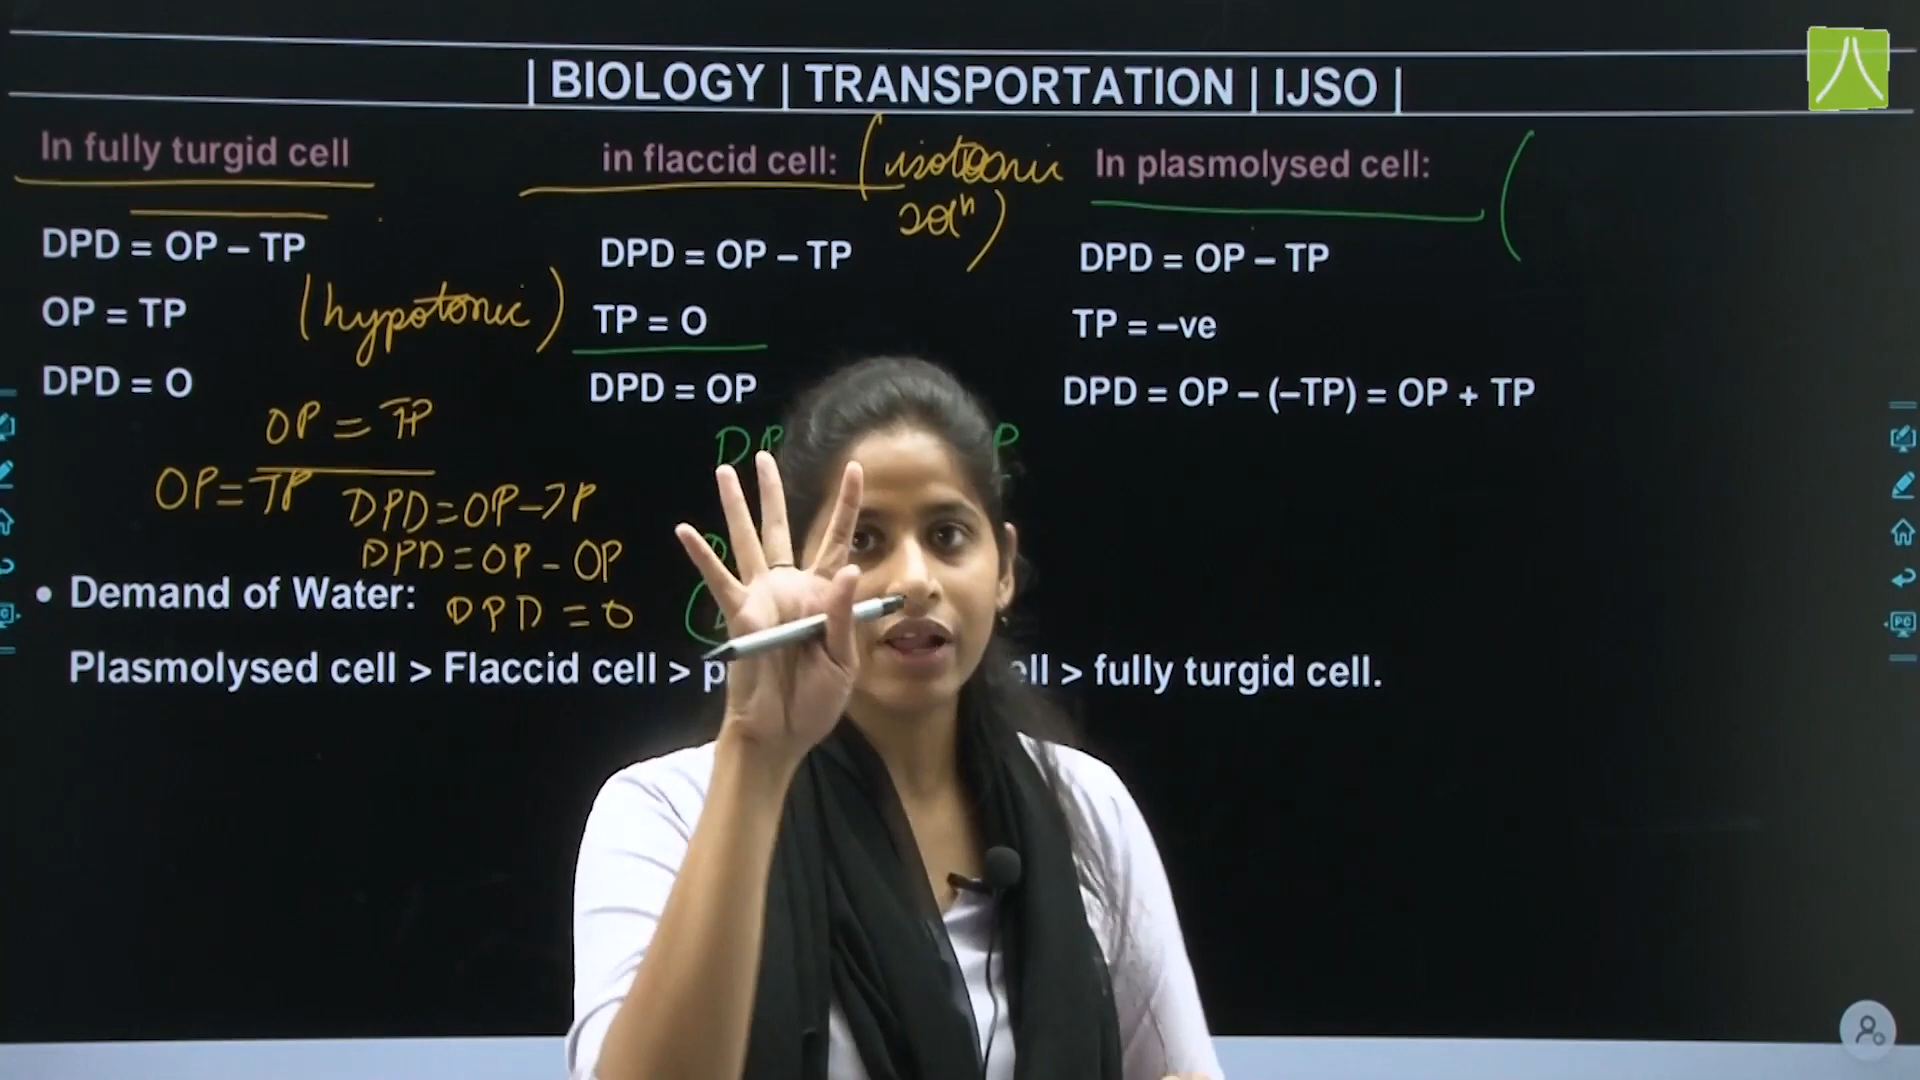 | BIOLOGY | TRANSPORTATION | IJSO |
In fully turgid cell
DPD = OP – TP
OP = TP
(hypotonic)
DPD = O
OP = TP
OP = TP
DPD = OP - TP
DPD = OP - OP
DPD = O
in flaccid cell:
(isotonic
solⁿ)
DPD = OP – TP
TP = O
DPD = OP
In plasmolysed cell:
(
DPD = OP – TP
TP = –ve
DPD = OP – (–TP) = OP + TP
• Demand of Water:
Plasmolysed cell > Flaccid cell > > fully turgid cell.
PC